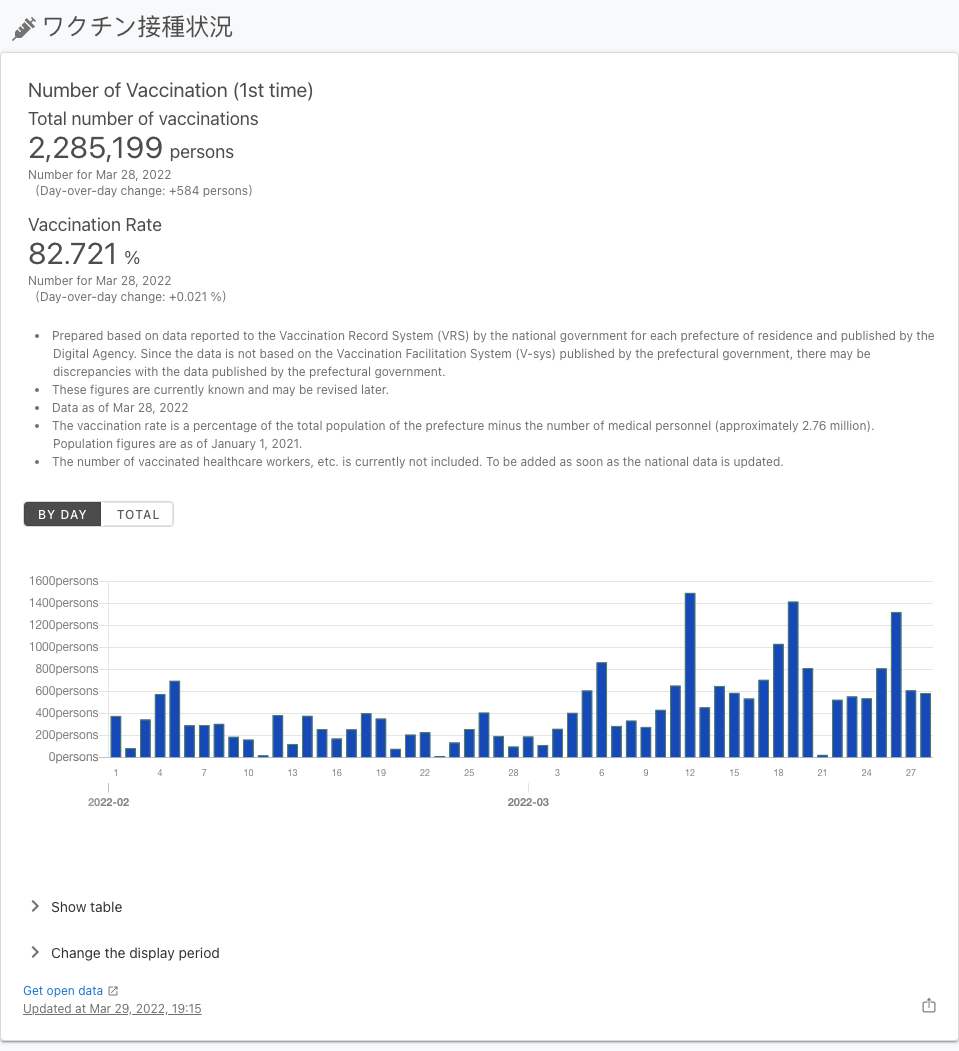 ワクチン接種状況
Number of Vaccination (1st time)
Total number of vaccinations
2,285,199 persons
Number for Mar 28, 2022
(Day-over-day change: +584 persons)
Vaccination Rate
82.721 %
Number for Mar 28, 2022
(Day-over-day change: +0.021 %)
• Prepared based on data reported to the Vaccination Record System (VRS) by the national government for each prefecture of residence and published by the
Digital Agency. Since the data is not based on the Vaccination Facilitation System (V-sys) published by the prefectural government, there may be
discrepancies with the data published by the prefectural government.
• These figures are currently known and may be revised later.
• Data as of Mar 28, 2022
• The vaccination rate is a percentage of the total population of the prefecture minus the number of medical personnel (approximately 2.76 million).
Population figures are as of January 1, 2021.
• The number of vaccinated healthcare workers, etc. is currently not included. To be added as soon as the national data is updated.
BY DAY TOTAL
1600persons
1400persons
1200persons
1000persons
800persons
600persons
400persons
200persons
0persons
1 4 7 10 13 16 19 22 25 28 3 6 9 12 15 18 21 24 27
2022-02 2022-03
Show table
Change the display period
Get open data
Updated at Mar 29, 2022, 19:15